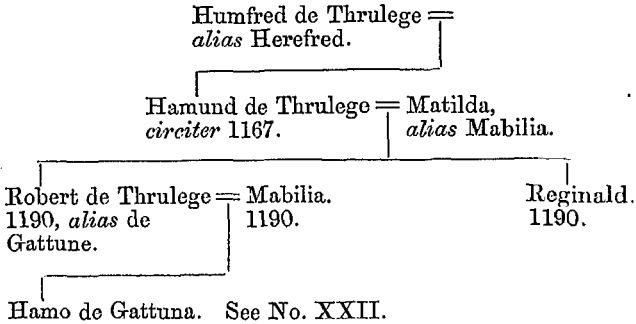 Humfred de Thrulege =
alias Herefred.
Hamund de Thrulege = Matilda,
circiter 1167. alias Mabilia.
Robert de Thrulege = Mabilia. Reginald.
1190, alias de 1190. 1190.
Gattune.
Hamo de Gattuna. See No. XXII.